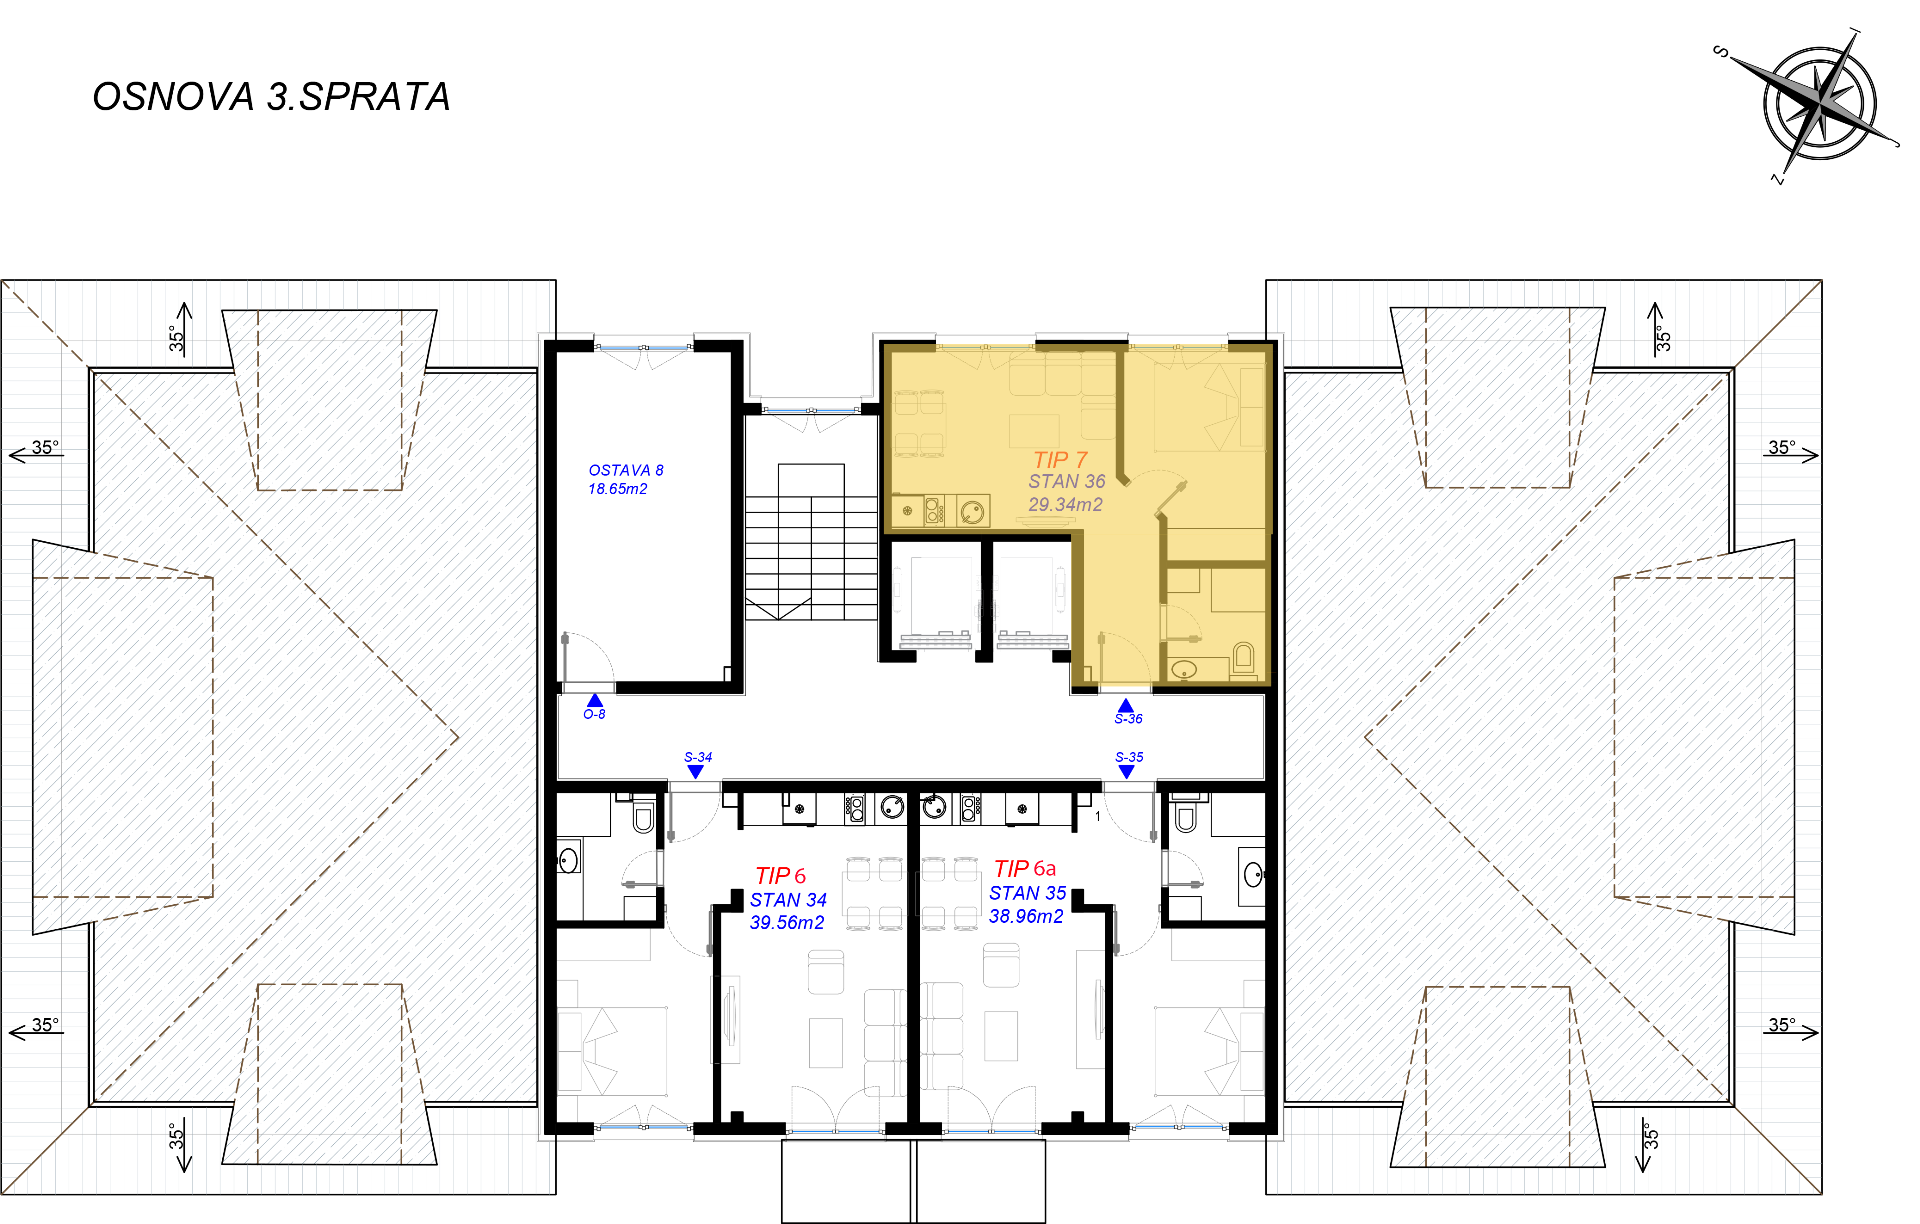 OSNOVA 3.SPRATA
S
I
J
Z
35°
35°
35°
35°
TIP 7
STAN 36
29.34m2
OSTAVA 8
18.65m2
O-8
S-36
S-34
S-35
1
TIP 6
STAN 34
39.56m2
TIP 6a
STAN 35
38.96m2
35°
35°
35°
35°